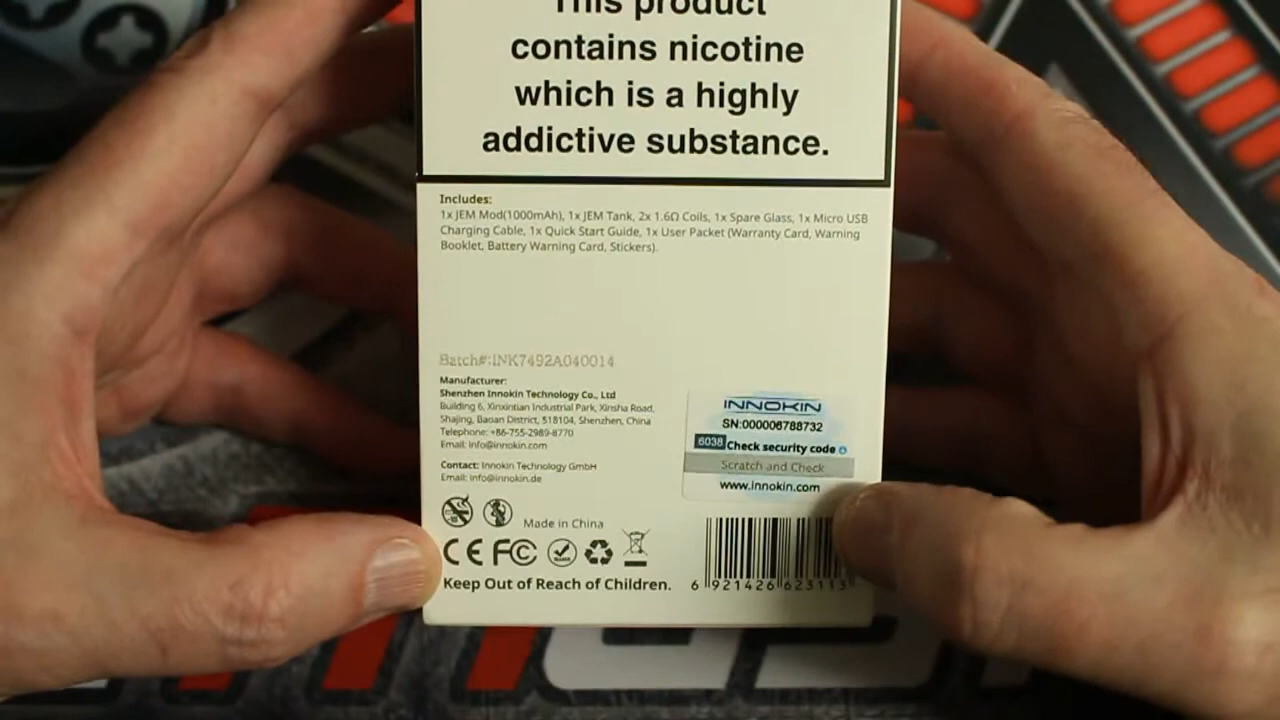 This product
contains nicotine
which is a highly
addictive substance.
Includes:
1x JEM Mod(1000mAh), 1x JEM Tank, 2x 1.6Ω Coils, 1x Spare Glass, 1x Micro USB
Charging Cable, 1x Quick Start Guide, 1x User Packet (Warranty Card, Warning
Booklet, Battery Warning Card, Stickers).
Batch#:INK7492A040014
Manufacturer:
Shenzhen Innokin Technology Co., Ltd
Building 6, Xinxintian Industrial Park, Xinsha Road,
Shajing, Baoan District, 518104, Shenzhen, China
Telephone: +86-755-2989-8770
Email: info@innokin.com
Contact: Innokin Technology GmbH
Email: info@innokin.de
INNOKIN
SN:000006788732
6038 Check security code
Scratch and Check
www.innokin.com
Made in China
CE FC
Keep Out of Reach of Children.
6 921426 623113